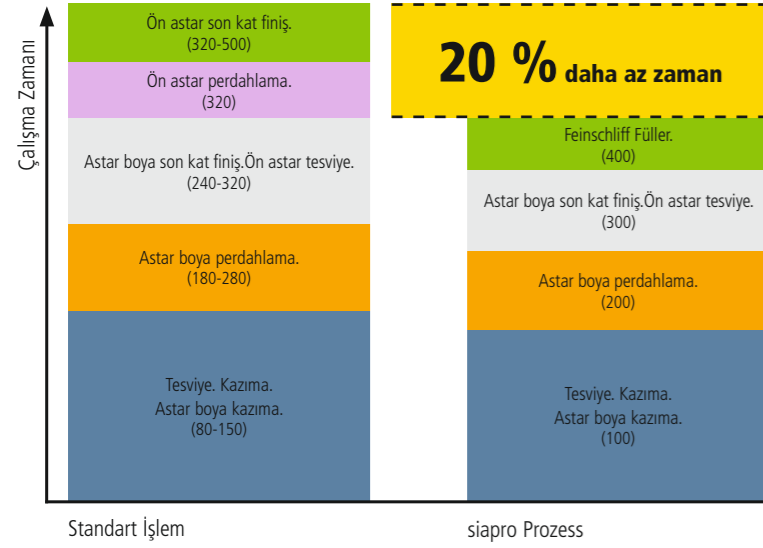 Çalışma Zamanı
Ön astar son kat finiş.
(320-500)
Ön astar perdahlama.
(320)
Astar boya son kat finiş.Ön astar tesviye.
(240-320)
Astar boya perdahlama.
(180-280)
Tesviye. Kazıma.
Astar boya kazıma.
(80-150)
Standart İşlem
20 % daha az zaman
Feinschliff Füller.
(400)
Astar boya son kat finiş.Ön astar tesviye.
(300)
Astar boya perdahlama.
(200)
Tesviye. Kazıma.
Astar boya kazıma.
(100)
siapro Prozess